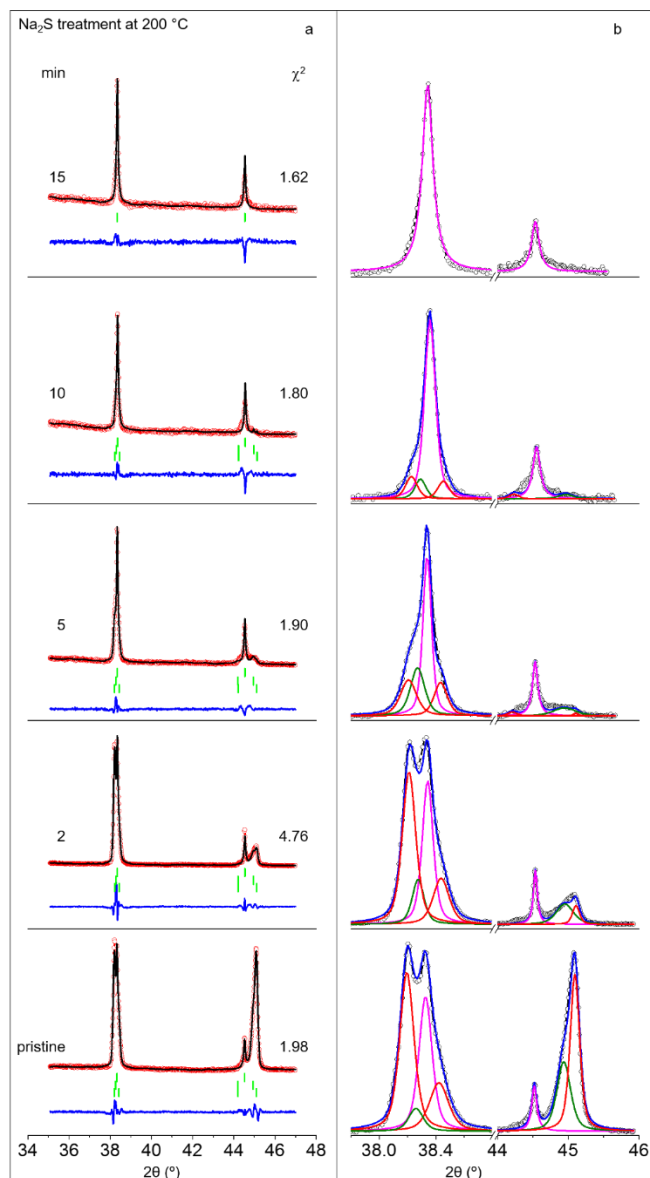 Na₂S treatment at 200 °C
a
b
min
χ²
15
1.62
10
1.80
5
1.90
2
4.76
pristine
1.98
34 36 38 40 42 44 46 48
38.0 38.4 44 45 46
2θ (°)
2θ (°)